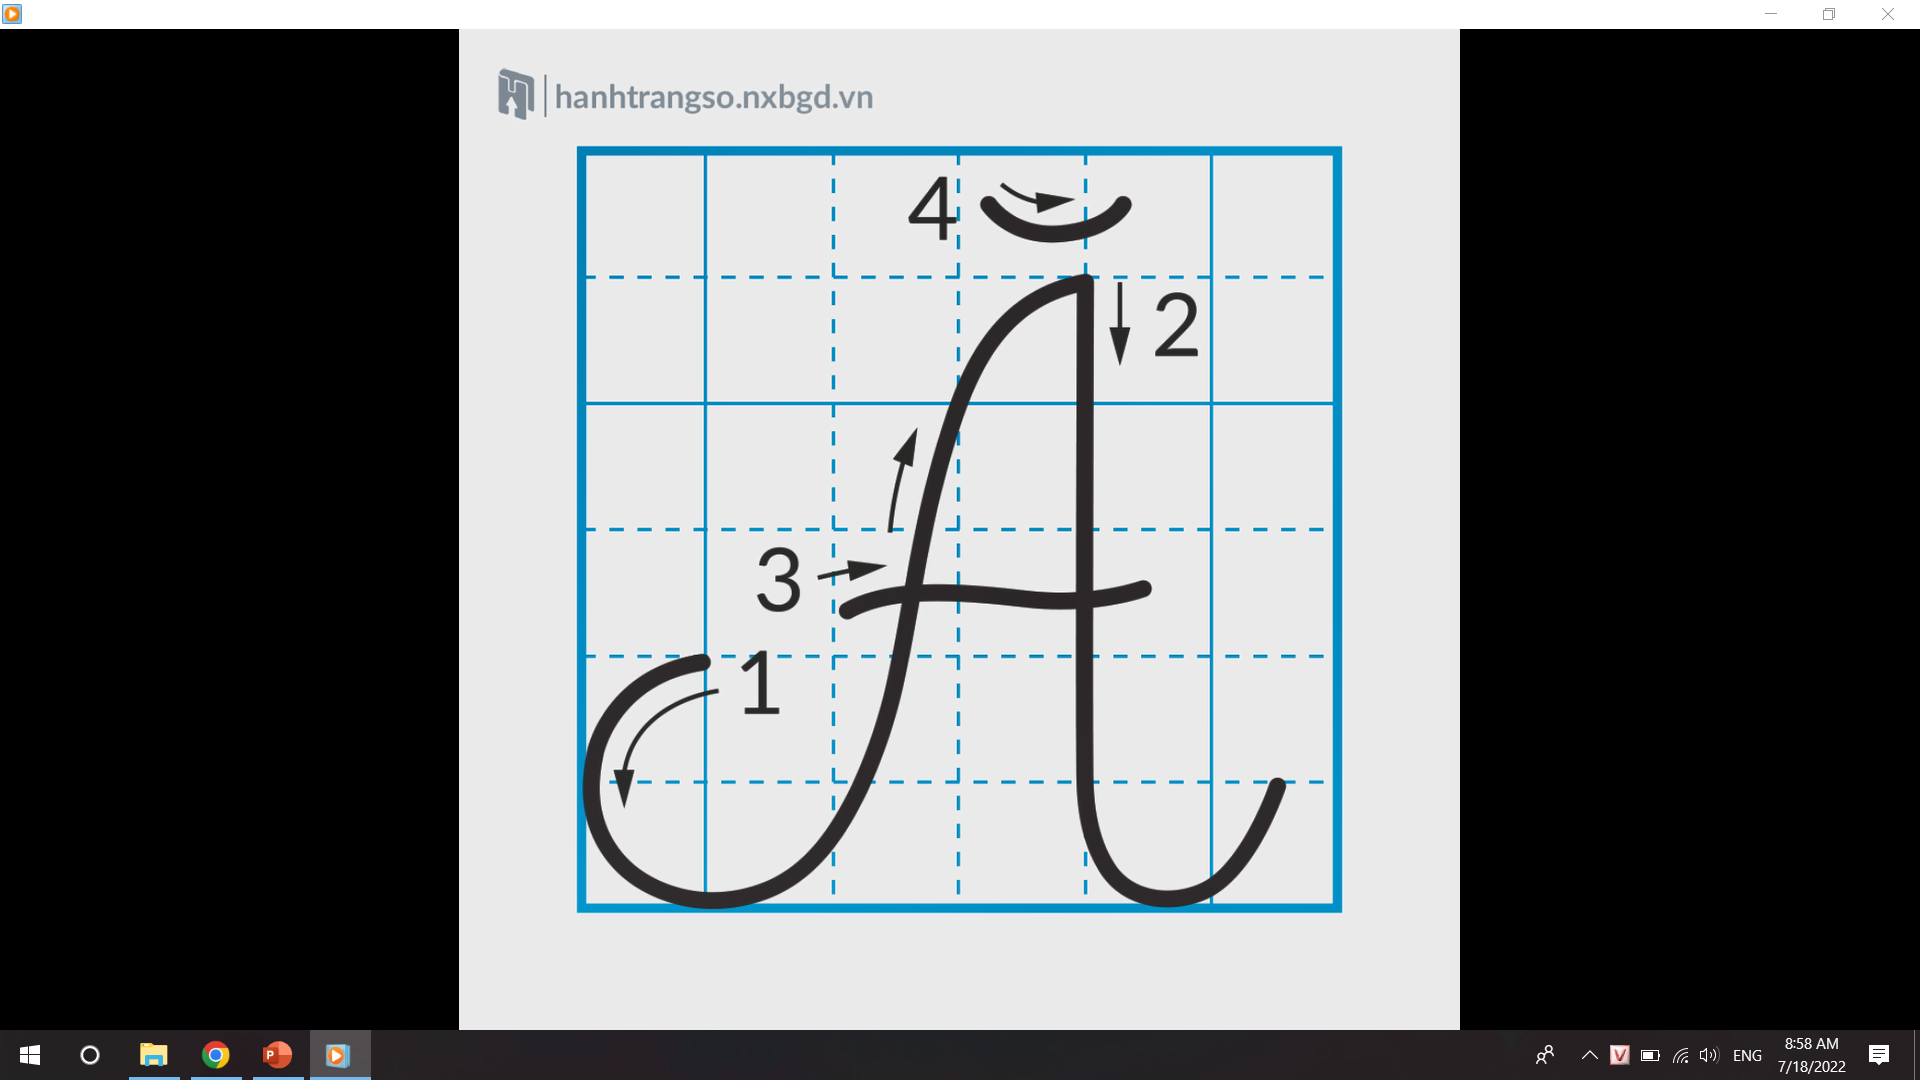 hanhtrangso.nxbgd.vn
4
2
3
1
Ă
P
V
ENG
8:58 AM
7/18/2022